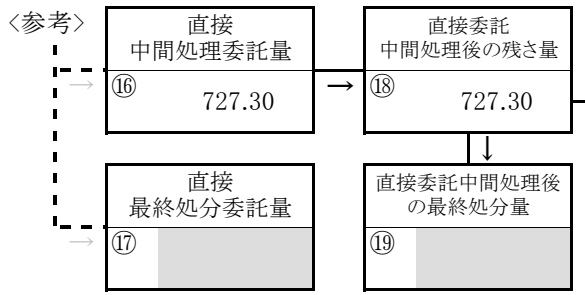 〈参考〉
直接
中間処理委託量
⑯
727.30
→
→
直接委託
中間処理後の残さ量
⑱
727.30
↓
直接
最終処分委託量
⑰
→
直接委託中間処理後
の最終処分量
⑲